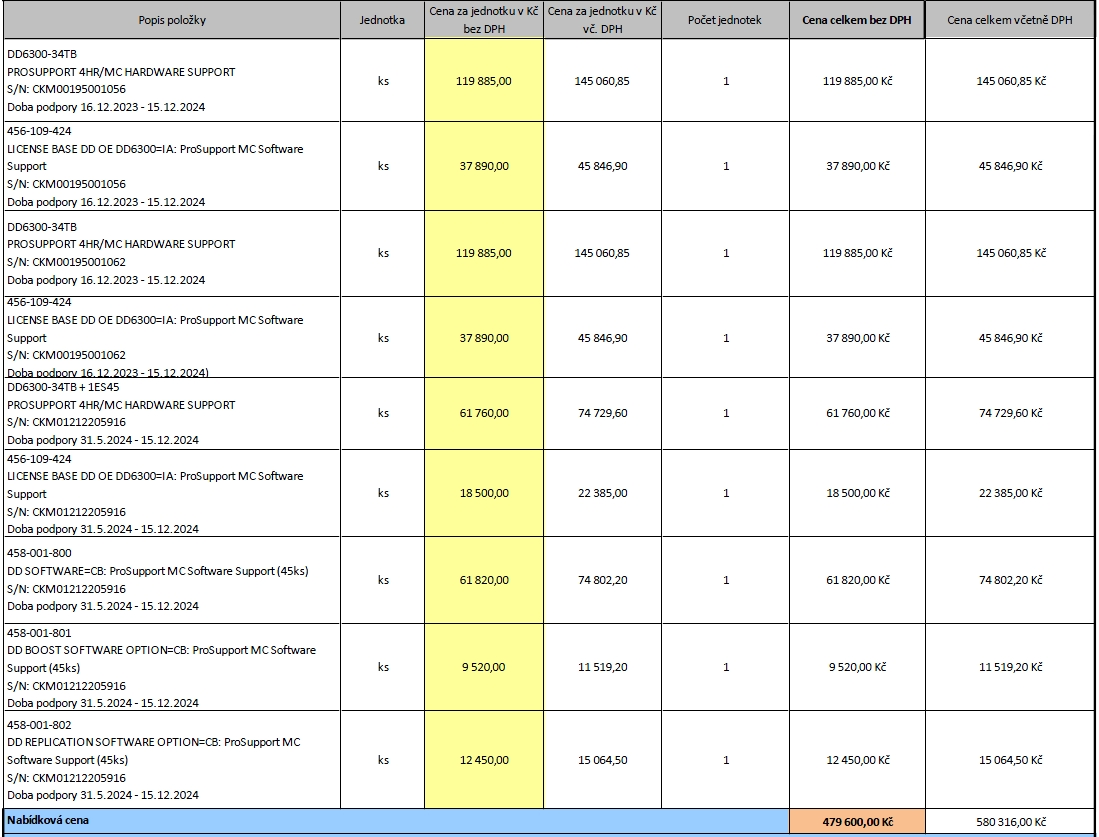 Popis položky Jednotka Cena za jednotku v Kč bez DPH Cena za jednotku v Kč vč. DPH Počet jednotek Cena celkem bez DPH Cena celkem včetně DPH
DD6300-34TB
PROSUPPORT 4HR/MC HARDWARE SUPPORT
S/N: CKM00195001056
Doba podpory 16.12.2023 - 15.12.2024
ks 119 885,00 145 060,85 1 119 885,00 Kč 145 060,85 Kč
456-109-424
LICENSE BASE DD OE DD6300=IA: ProSupport MC Software
Support
S/N: CKM00195001056
Doba podpory 16.12.2023 - 15.12.2024
ks 37 890,00 45 846,90 1 37 890,00 Kč 45 846,90 Kč
DD6300-34TB
PROSUPPORT 4HR/MC HARDWARE SUPPORT
S/N: CKM00195001062
Doba podpory 16.12.2023 - 15.12.2024
ks 119 885,00 145 060,85 1 119 885,00 Kč 145 060,85 Kč
456-109-424
LICENSE BASE DD OE DD6300=IA: ProSupport MC Software
Support
S/N: CKM00195001062
Doba podpory 16.12.2023 - 15.12.2024)
ks 37 890,00 45 846,90 1 37 890,00 Kč 45 846,90 Kč
DD6300-34TB + 1ES45
PROSUPPORT 4HR/MC HARDWARE SUPPORT
S/N: CKM01212205916
Doba podpory 31.5.2024 - 15.12.2024
ks 61 760,00 74 729,60 1 61 760,00 Kč 74 729,60 Kč
456-109-424
LICENSE BASE DD OE DD6300=IA: ProSupport MC Software
Support
S/N: CKM01212205916
Doba podpory 31.5.2024 - 15.12.2024
ks 18 500,00 22 385,00 1 18 500,00 Kč 22 385,00 Kč
458-001-800
DD SOFTWARE=CB: ProSupport MC Software Support (45ks)
S/N: CKM01212205916
Doba podpory 31.5.2024 - 15.12.2024
ks 61 820,00 74 802,20 1 61 820,00 Kč 74 802,20 Kč
458-001-801
DD BOOST SOFTWARE OPTION=CB: ProSupport MC Software
Support (45ks)
S/N: CKM01212205916
Doba podpory 31.5.2024 - 15.12.2024
ks 9 520,00 11 519,20 1 9 520,00 Kč 11 519,20 Kč
458-001-802
DD REPLICATION SOFTWARE OPTION=CB: ProSupport MC
Software Support (45ks)
S/N: CKM01212205916
Doba podpory 31.5.2024 - 15.12.2024
ks 12 450,00 15 064,50 1 12 450,00 Kč 15 064,50 Kč
Nabídková cena 479 600,00 Kč 580 316,00 Kč